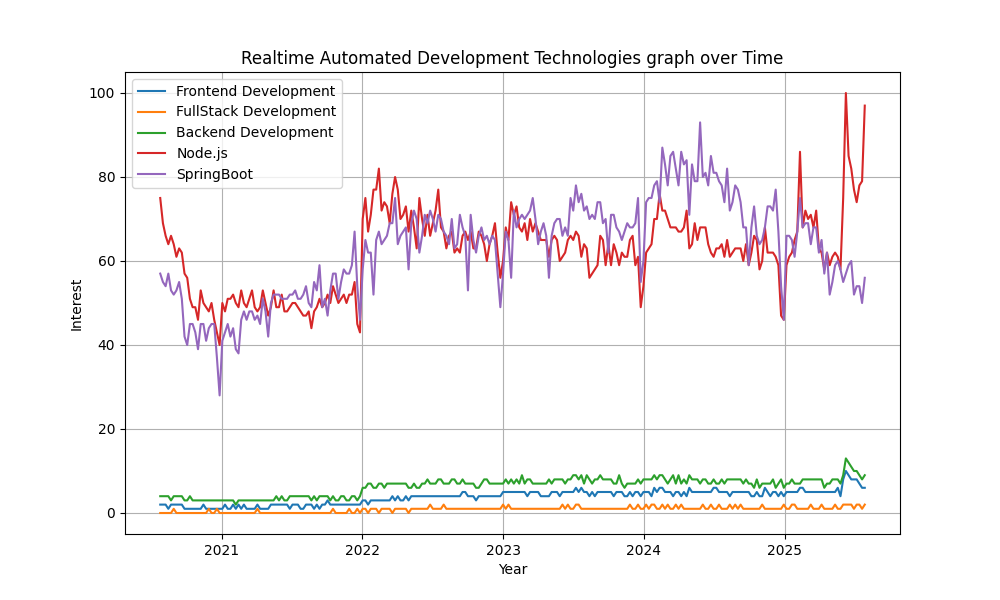 Realtime Automated Development Technologies graph over Time
Frontend Development
FullStack Development
Backend Development
Node.js
SpringBoot
100
80
60
40
20
0
Interest
2021 2022 2023 2024 2025
Year